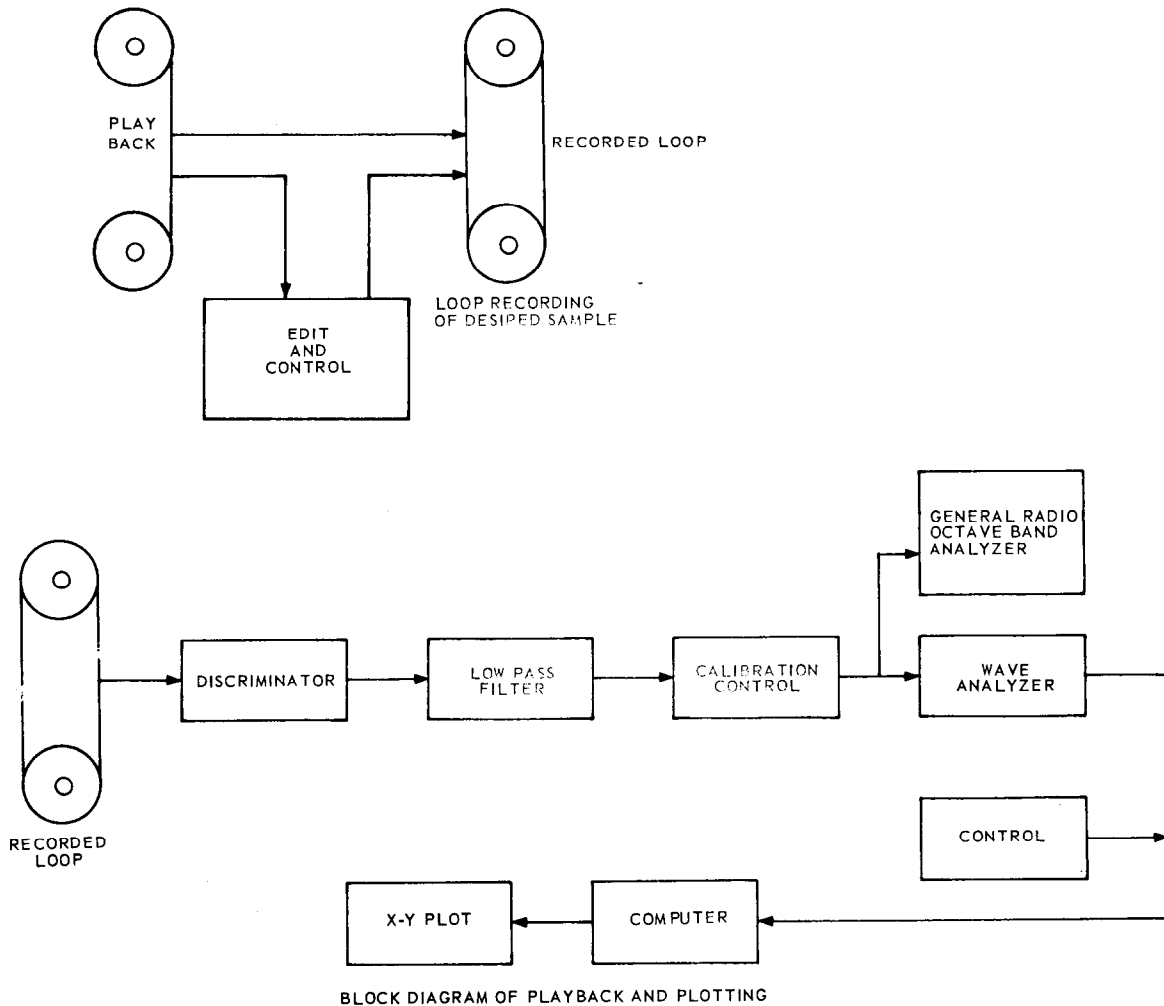 PLAY
BACK
RECORDED LOOP
LOOP RECORDING
OF DESIPED SAMPLE
EDIT
AND
CONTROL
GENERAL RADIO
OCTAVE BAND
ANALYZER
DISCRIMINATOR
LOW PASS
FILTER
CALIBRATION
CONTROL
WAVE
ANALYZER
RECORDED
LOOP
CONTROL
X-Y PLOT
COMPUTER
BLOCK DIAGRAM OF PLAYBACK AND PLOTTING